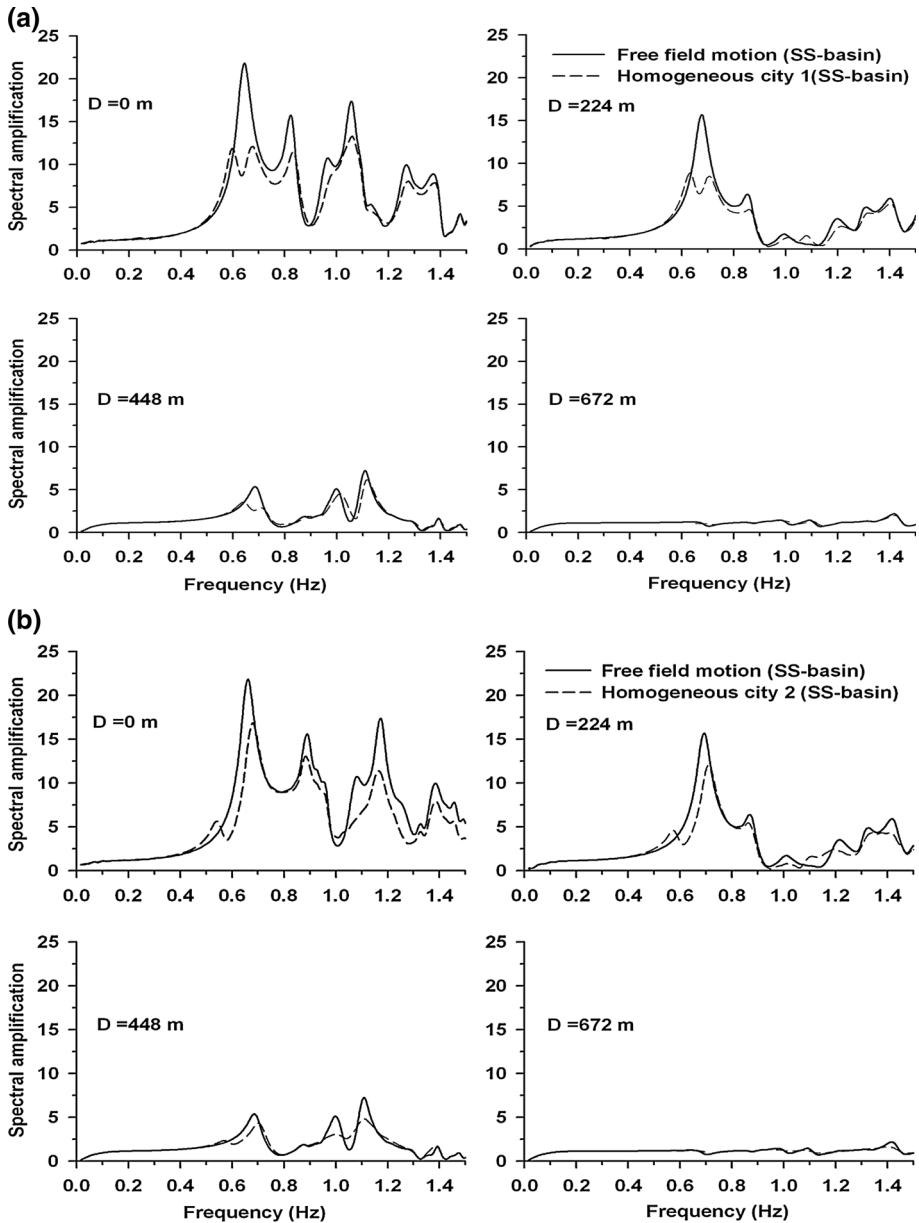 (a)
25
20
15
10
5
0
Spectral amplification
D =0 m
0.0 0.2 0.4 0.6 0.8 1.0 1.2 1.4
25
20
15
10
5
0
Free field motion (SS-basin)
Homogeneous city 1(SS-basin)
D =224 m
0.0 0.2 0.4 0.6 0.8 1.0 1.2 1.4
25
20
15
10
5
0
Spectral amplification
D =448 m
0.0 0.2 0.4 0.6 0.8 1.0 1.2 1.4
Frequency (Hz)
25
20
15
10
5
0
D =672 m
0.0 0.2 0.4 0.6 0.8 1.0 1.2 1.4
Frequency (Hz)
(b)
25
20
15
10
5
0
Spectral amplification
D =0 m
0.0 0.2 0.4 0.6 0.8 1.0 1.2 1.4
25
20
15
10
5
0
Free field motion (SS-basin)
Homogeneous city 2 (SS-basin)
D =224 m
0.0 0.2 0.4 0.6 0.8 1.0 1.2 1.4
25
20
15
10
5
0
Spectral amplification
D =448 m
0.0 0.2 0.4 0.6 0.8 1.0 1.2 1.4
Frequency (Hz)
25
20
15
10
5
0
D =672 m
0.0 0.2 0.4 0.6 0.8 1.0 1.2 1.4
Frequency (Hz)